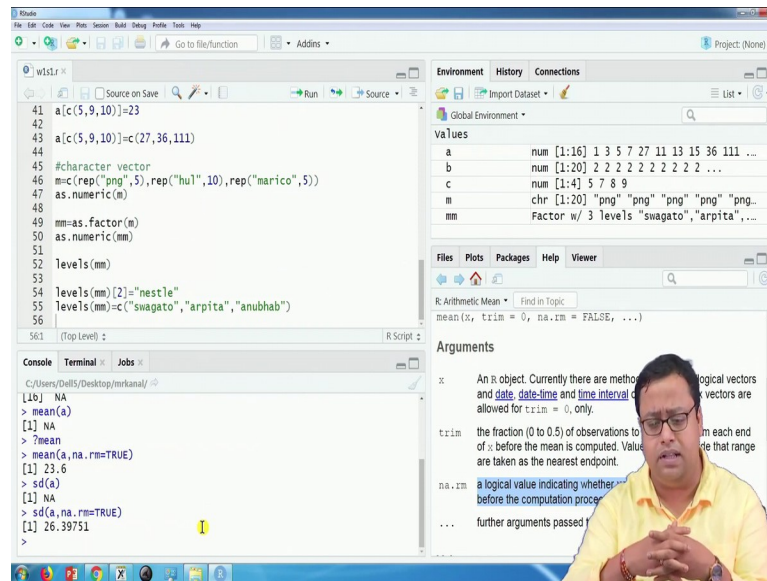 RStudio
File Edit Code View Plots Session Build Debug Profile Tools Help
Go to file/function
Addins
Project: (None)
w1s1.r
Source on Save
Run
Source
41 a[c(5,9,10)]=23
42
43 a[c(5,9,10)]=c(27,36,111)
44
45 #character vector
46 m=c(rep("png",5),rep("hul",10),rep("marico",5))
47 as.numeric(m)
48
49 mm=as.factor(m)
50 as.numeric(mm)
51
52 levels(mm)
53
54 levels(mm)[2]="nestle"
55 levels(mm)=c("swagato","arpita","anubhab")
56
56:1 (Top Level) R Script
Console Terminal Jobs
C:/Users/Dell5/Desktop/mrkanal/
[16] NA
> mean(a)
[1] NA
> ?mean
> mean(a,na.rm=TRUE)
[1] 23.6
> sd(a)
[1] NA
> sd(a,na.rm=TRUE)
[1] 26.39751
>
Environment History Connections
Import Dataset
List
Global Environment
Values
a num [1:16] 1 3 5 7 27 11 13 15 36 111 ...
b num [1:20] 2 2 2 2 2 2 2 2 2 2 ...
c num [1:4] 5 7 8 9
m chr [1:20] "png" "png" "png" "png" "png…
mm Factor w/ 3 levels "swagato","arpita",...
Files Plots Packages Help Viewer
R: Arithmetic Mean Find in Topic
mean(x, trim = 0, na.rm = FALSE, ...)
Arguments
x An R object. Currently there are logical vectors
and date, date-time and time interval vectors are
allowed for trim = 0, only.
trim the fraction (0 to 0.5) of observations to each end
of x before the mean is computed. that range
are taken as the nearest endpoint.
na.rm a logical value indicating whether
before the computation
... further arguments passed